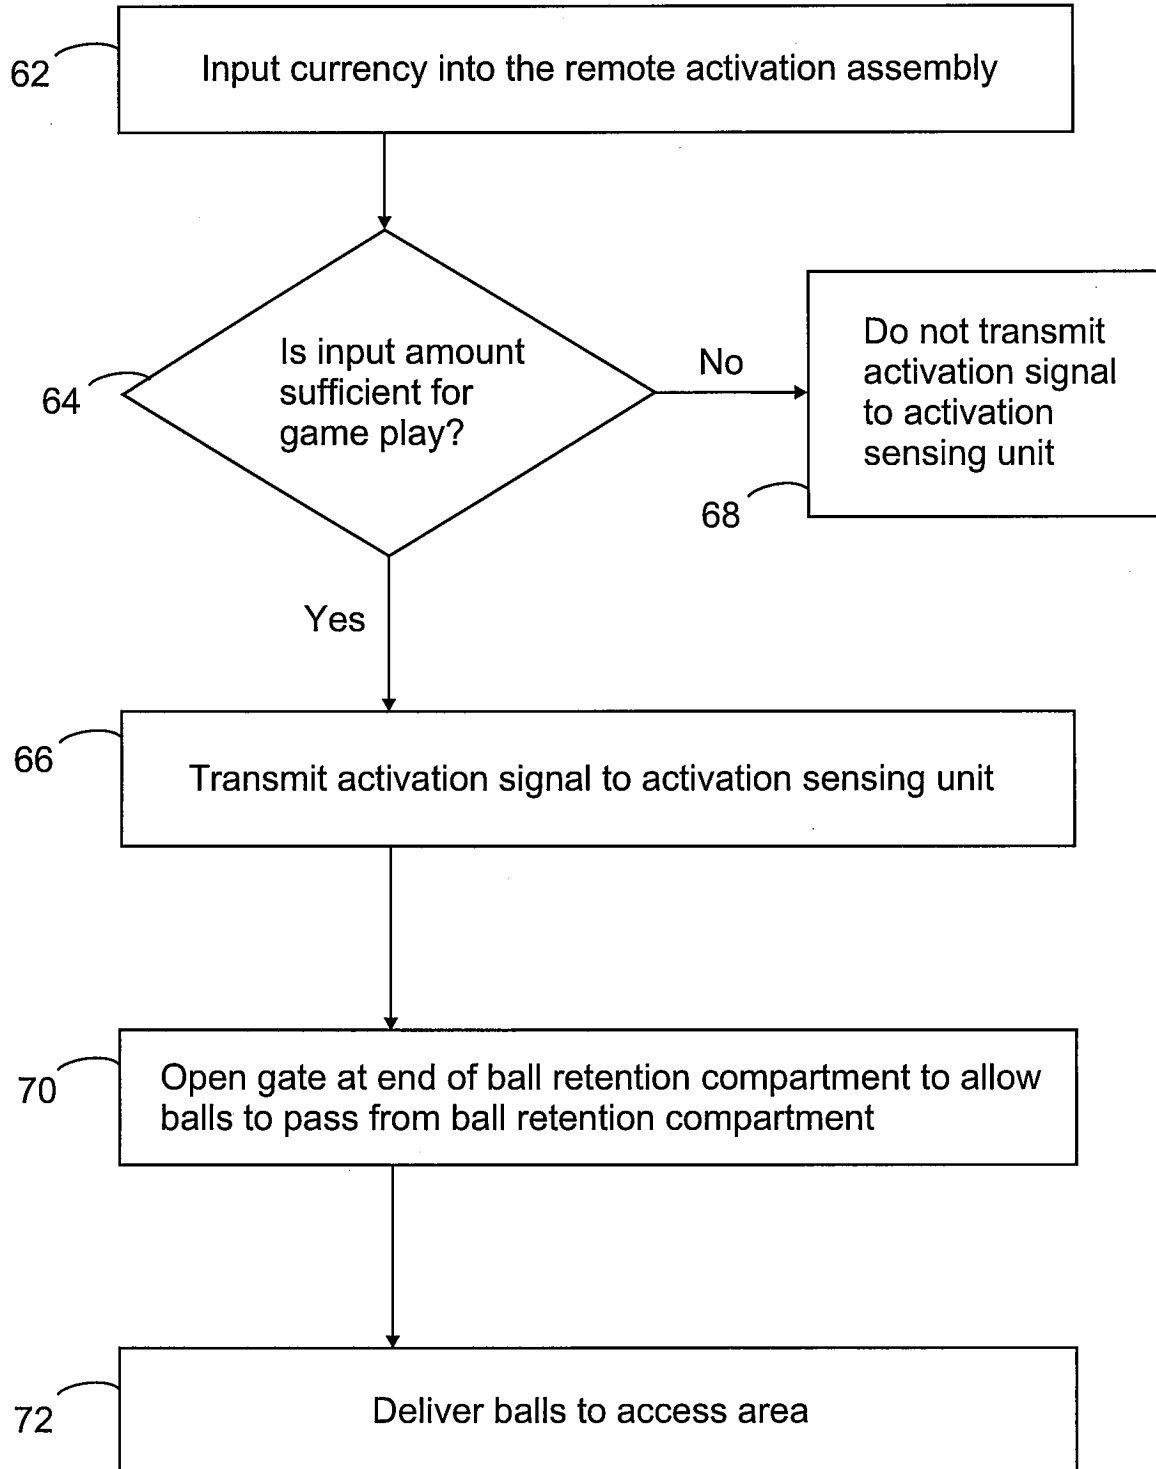 62
Input currency into the remote activation assembly
64
Is input amount
sufficient for
game play?
No
Do not transmit
activation signal
to activation
sensing unit
68
Yes
66
Transmit activation signal to activation sensing unit
70
Open gate at end of ball retention compartment to allow
balls to pass from ball retention compartment
72
Deliver balls to access area